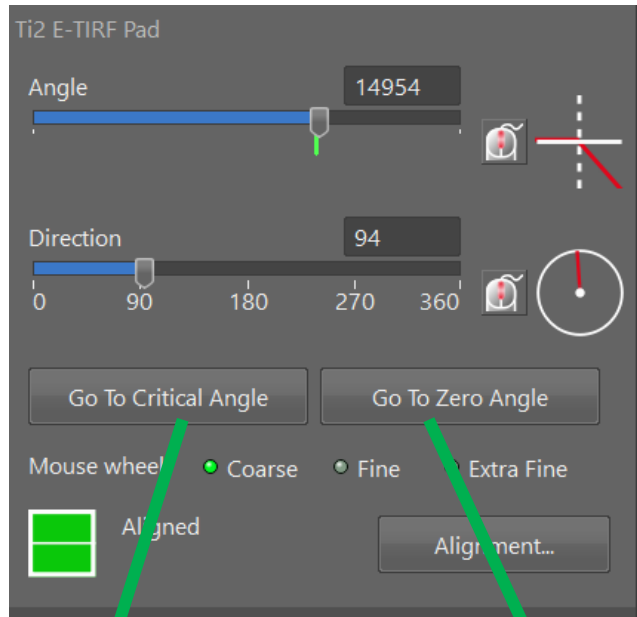 Ti2 E-TIRF Pad
Angle 14954
Direction 94
0 90 180 270 360
Go To Critical Angle Go To Zero Angle
Mouse wheel Coarse Fine Extra Fine
Aligned Alignment...